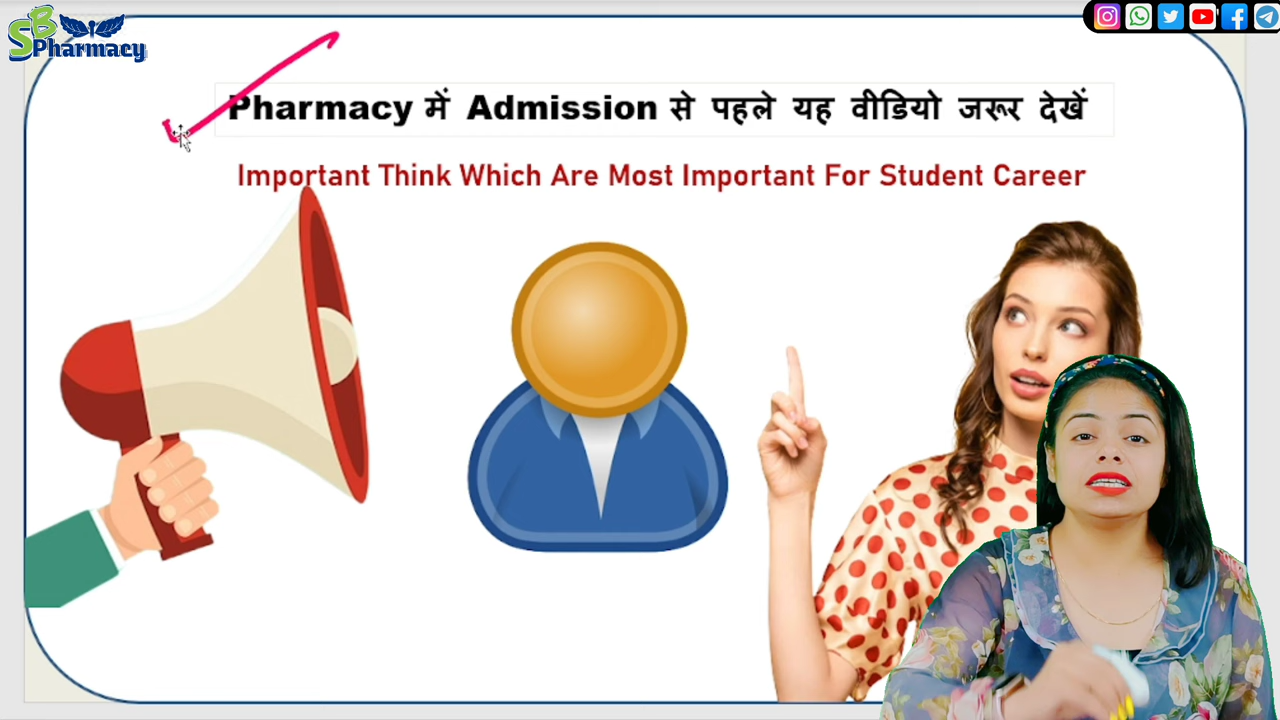 SB Pharmacy
Pharmacy में Admission से पहले यह वीडियो जरूर देखें
Important Think Which Are Most Important For Student Career